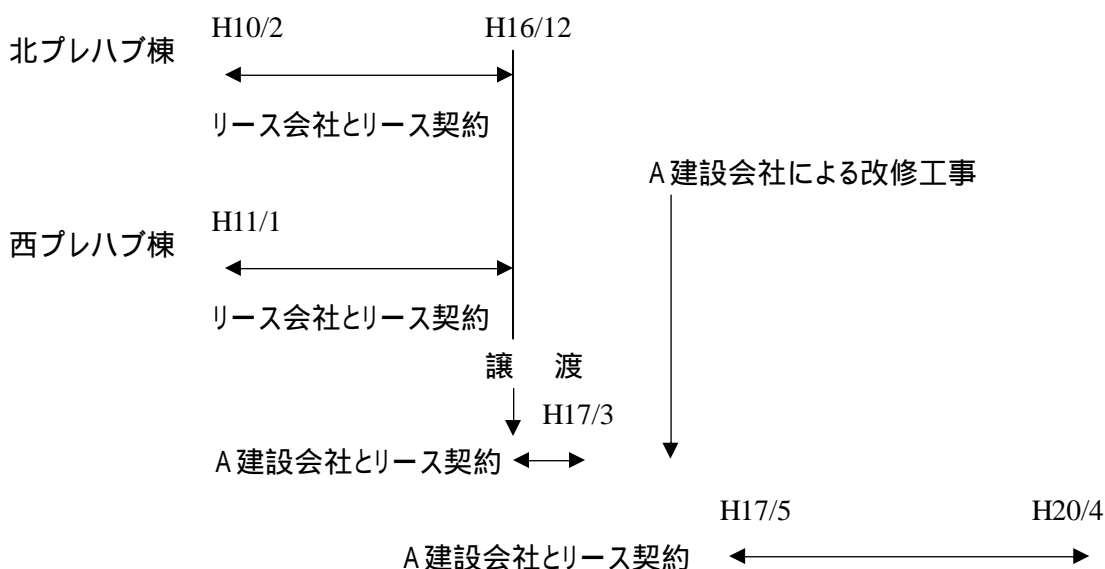 H10/2 H16/12
北プレハブ棟
リース会社とリース契約
A建設会社による改修工事
H11/1
西プレハブ棟
リース会社とリース契約
譲 渡
H17/3
A建設会社とリース契約
H17/5 H20/4
A建設会社とリース契約